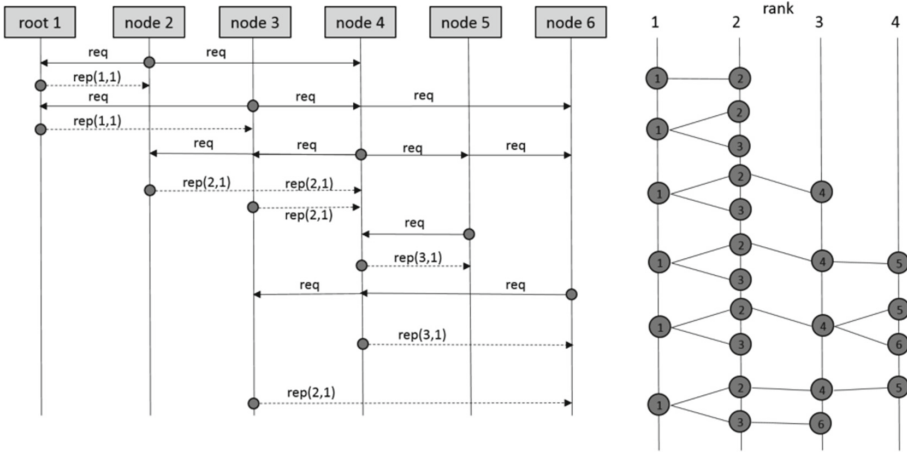 root 1 node 2 node 3 node 4 node 5 node 6
req req
rep(1,1)
req req req
rep(1,1)
req req req req
rep(2,1) rep(2,1)
rep(2,1)
req
rep(3,1)
req req
rep(3,1)
rep(2,1)
rank
1 2 3 4
1 2
2
1
3
2
1 4
3
2
1 4 5
3
2 5
1 4
3 6
2 4 5
1
3 6